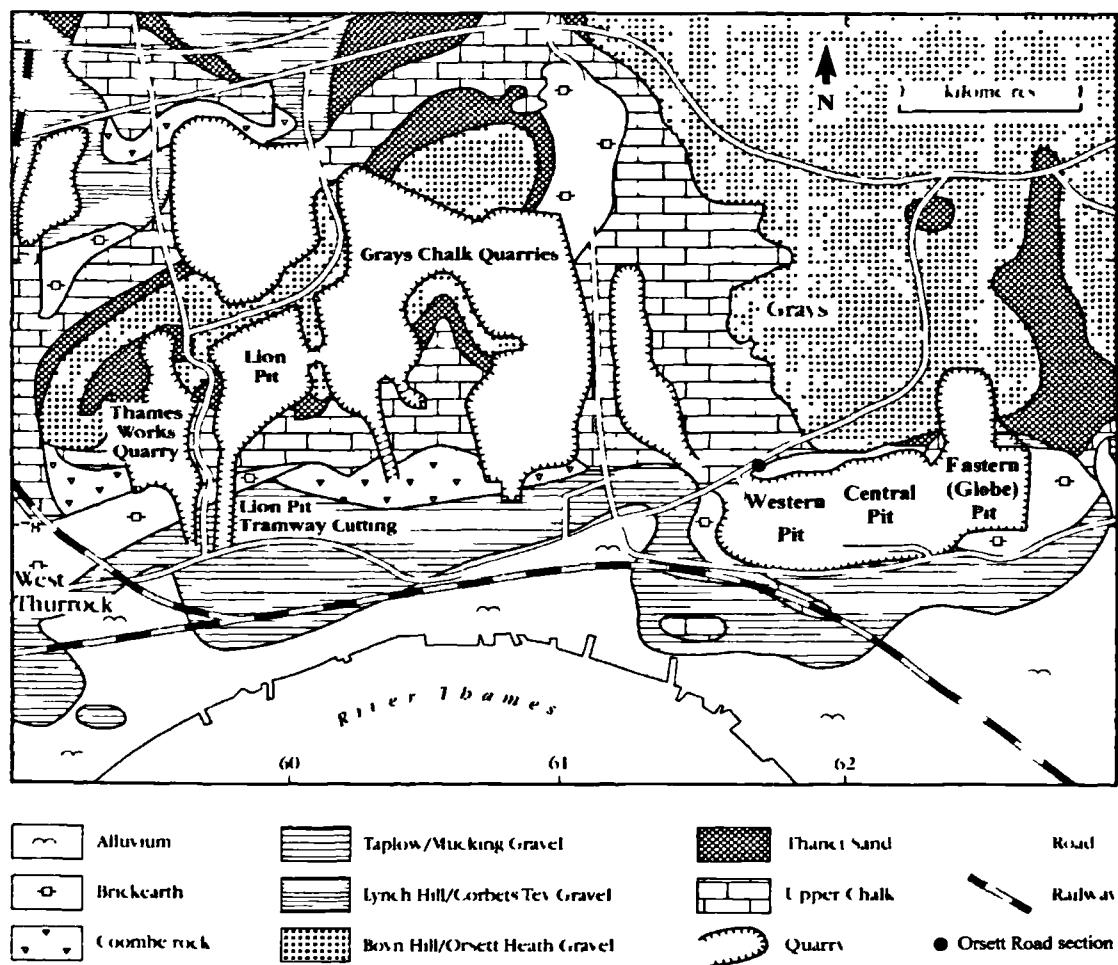 N
kilometres
Grays Chalk Quarries
Grays
Lion
Pit
Thames
Works
Quarry
Eastern
(Globe)
Pit
Central
Pit
Western
Pit
Lion Pit
Tramway Cutting
78
West
Thurrock
River Thames
60
61
62
Alluvium
Taplow/Mucking Gravel
Thanet Sand
Road
Brickearth
Lynch Hill/Corbets Tey Gravel
Upper Chalk
Railway
Coombe rock
Boyn Hill/Orsett Heath Gravel
Quarry
Orsett Road section